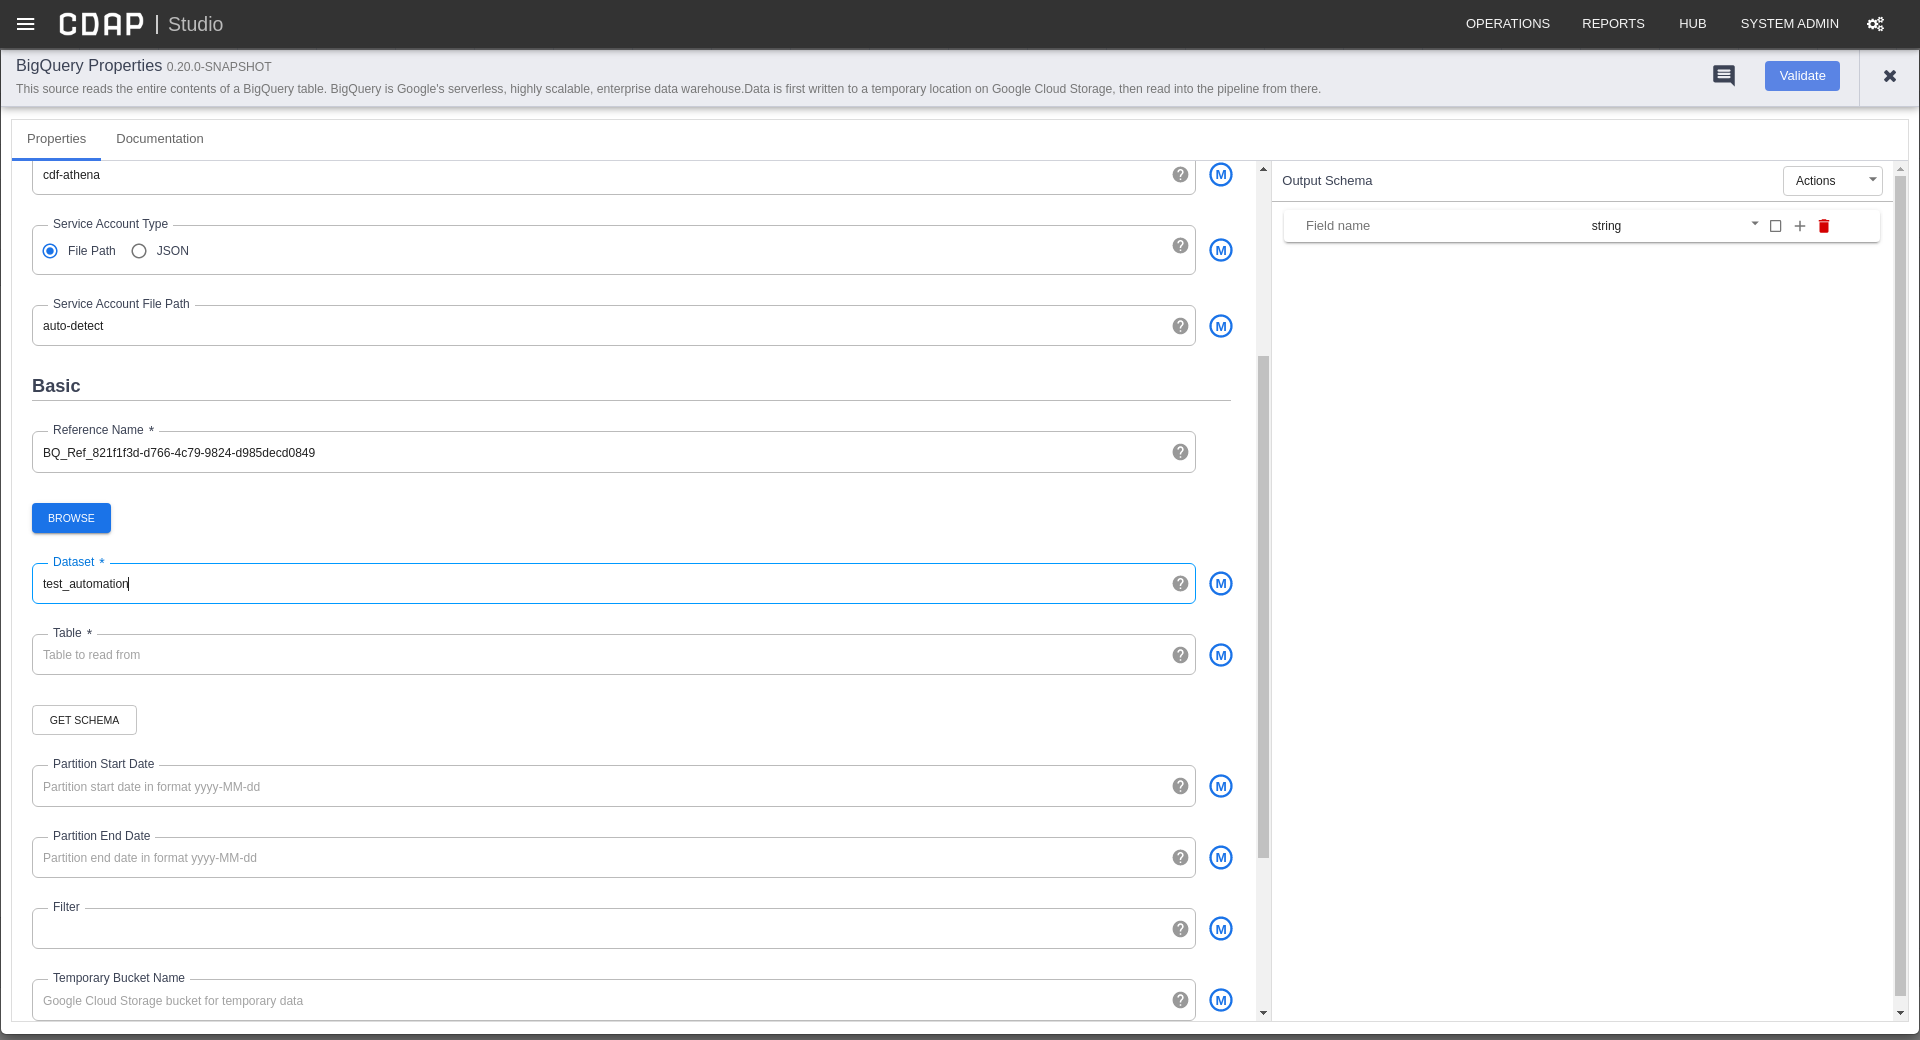 CDAP | Studio OPERATIONS REPORTS HUB SYSTEM ADMIN
BigQuery Properties 0.20.0-SNAPSHOT
This source reads the entire contents of a BigQuery table. BigQuery is Google's serverless, highly scalable, enterprise data warehouse.Data is first written to a temporary location on Google Cloud Storage, then read into the pipeline from there.
Validate
Properties Documentation
cdf-athena
M
Service Account Type
File Path JSON
M
Service Account File Path
auto-detect
M
Basic
Reference Name *
BQ_Ref_821f1f3d-d766-4c79-9824-d985decd0849
BROWSE
Dataset *
test_automation
M
Table *
Table to read from
M
GET SCHEMA
Partition Start Date
Partition start date in format yyyy-MM-dd
M
Partition End Date
Partition end date in format yyyy-MM-dd
M
Filter
M
Temporary Bucket Name
Google Cloud Storage bucket for temporary data
M
Output Schema
Actions
Field name string